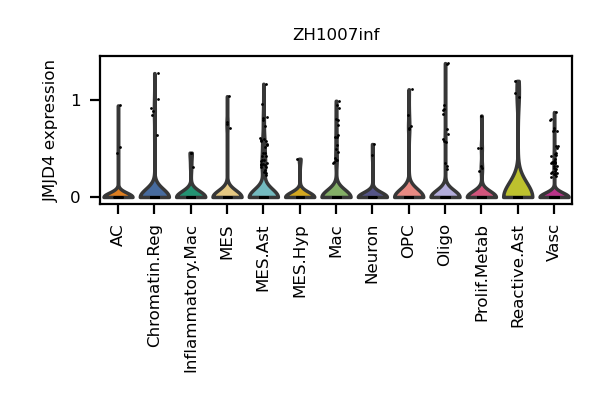 ZH1007inf
JMJD4 expression
1
0
AC
Chromatin.Reg
Inflammatory.Mac
MES
MES.Ast
MES.Hyp
Mac
Neuron
OPC
Oligo
Prolif.Metab
Reactive.Ast
Vasc